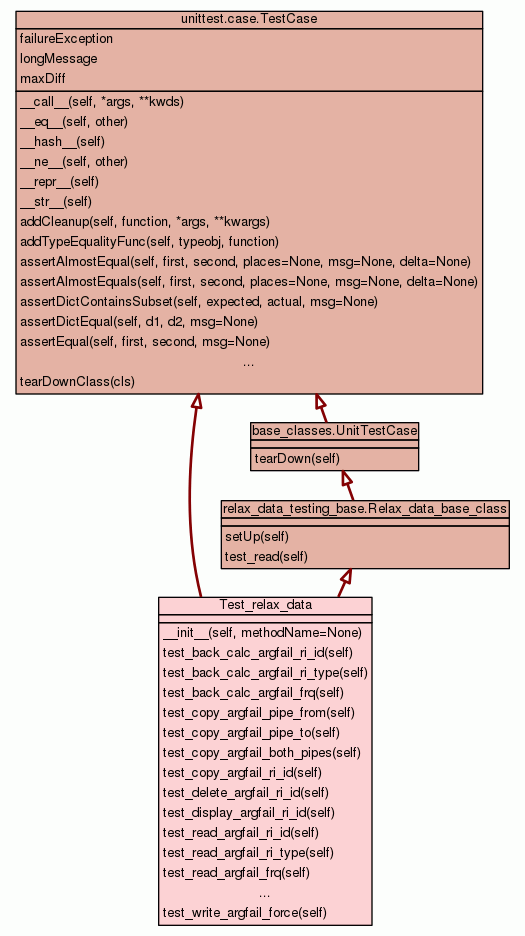 unittest.case.TestCase
failureException
longMessage
maxDiff
__call__(self, *args, **kwds)
__eq__(self, other)
__hash__(self)
__ne__(self, other)
__repr__(self)
__str__(self)
addCleanup(self, function, *args, **kwargs)
addTypeEqualityFunc(self, typeobj, function)
assertAlmostEqual(self, first, second, places=None, msg=None, delta=None)
assertAlmostEquals(self, first, second, places=None, msg=None, delta=None)
assertDictContainsSubset(self, expected, actual, msg=None)
assertDictEqual(self, d1, d2, msg=None)
assertEqual(self, first, second, msg=None)
...
tearDownClass(cls)
base_classes.UnitTestCase
tearDown(self)
relax_data_testing_base.Relax_data_base_class
setUp(self)
test_read(self)
Test_relax_data
__init__(self, methodName=None)
test_back_calc_argfail_ri_id(self)
test_back_calc_argfail_ri_type(self)
test_back_calc_argfail_frq(self)
test_copy_argfail_pipe_from(self)
test_copy_argfail_pipe_to(self)
test_copy_argfail_both_pipes(self)
test_copy_argfail_ri_id(self)
test_delete_argfail_ri_id(self)
test_display_argfail_ri_id(self)
test_read_argfail_ri_id(self)
test_read_argfail_ri_type(self)
test_read_argfail_frq(self)
...
test_write_argfail_force(self)